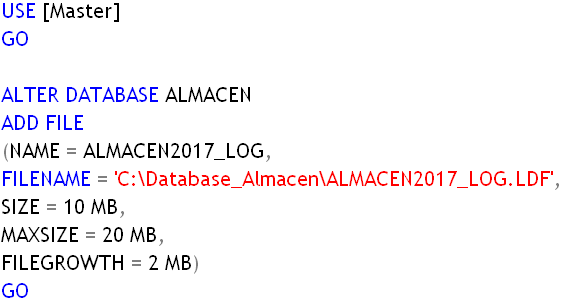 USE [Master]
GO
ALTER DATABASE ALMACEN
ADD FILE
(NAME = ALMACEN2017_LOG,
FILENAME = 'C:\Database_Almacen\ALMACEN2017_LOG.LDF',
SIZE = 10 MB,
MAXSIZE = 20 MB,
FILEGROWTH = 2 MB)
GO